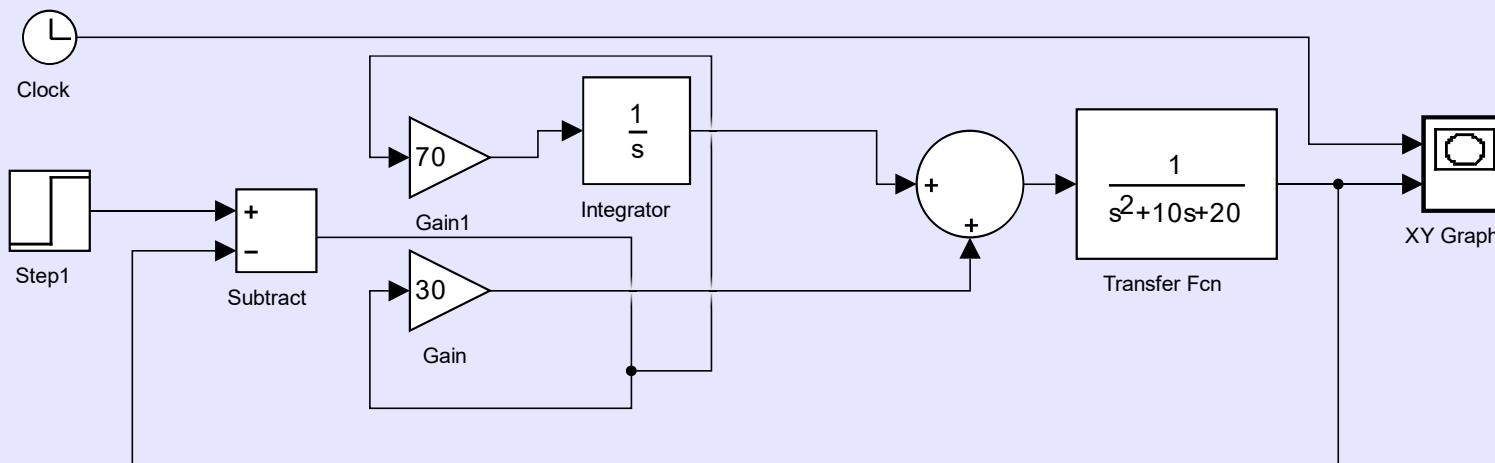 Clock
70
Gain1
1
s
Integrator
Step1
+
−
Subtract
30
Gain
+
+
1
s²+10s+20
Transfer Fcn
XY Graph